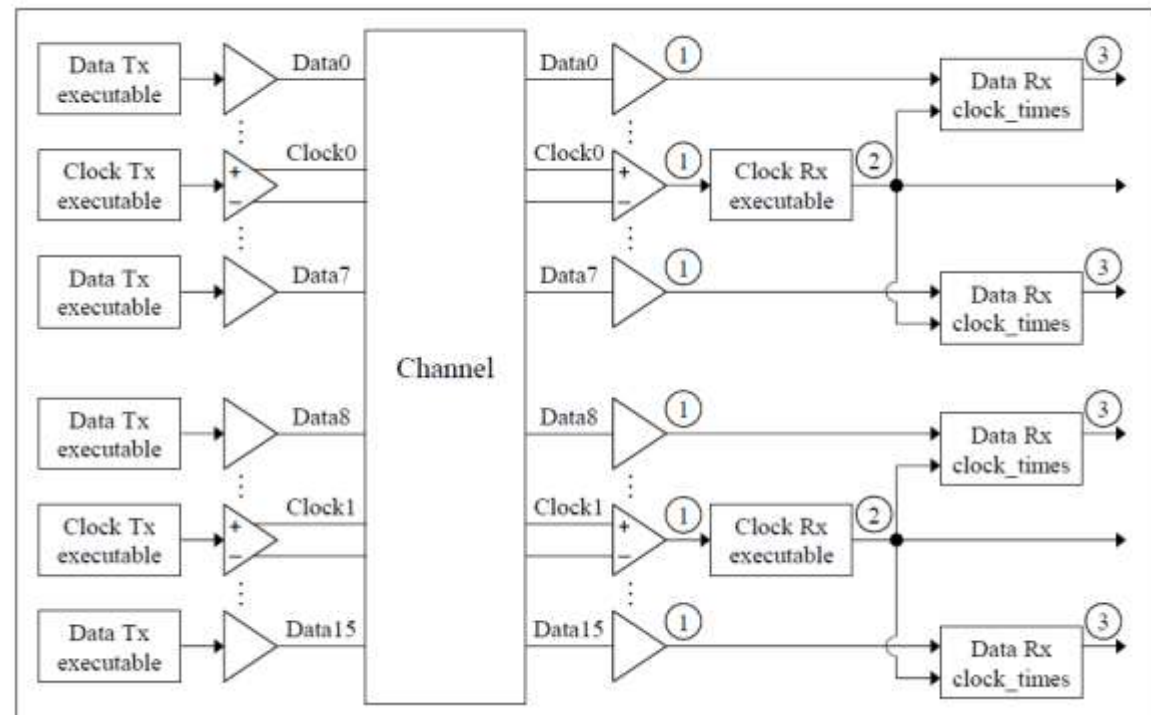 Data Tx
executable
Data0
Data0
1
Data Rx
clock_times
3
Clock Tx
executable
+
−
Clock0
Clock0
+
−
1
Clock Rx
executable
2
Data Tx
executable
Data7
Data7
1
Data Rx
clock_times
3
Channel
Data Tx
executable
Data8
Data8
1
Data Rx
clock_times
3
Clock Tx
executable
+
−
Clock1
Clock1
+
−
1
Clock Rx
executable
2
Data Tx
executable
Data15
Data15
1
Data Rx
clock_times
3